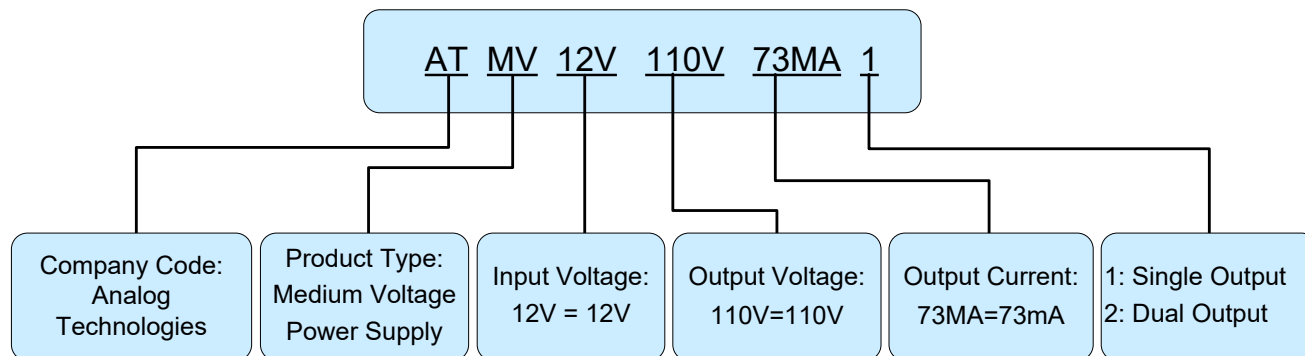 AT MV 12V 110V 73MA 1
Company Code:
Analog
Technologies
Product Type:
Medium Voltage
Power Supply
Input Voltage:
12V = 12V
Output Voltage:
110V=110V
Output Current:
73MA=73mA
1: Single Output
2: Dual Output